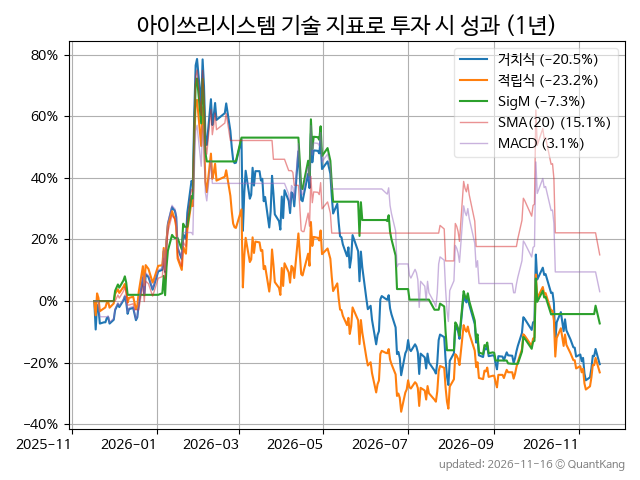 아이쓰리시스템 기술 지표로 투자 시 성과 (1년)
80%
60%
40%
20%
0%
−20%
−40%
거치식 (−20.5%)
적립식 (−23.2%)
SigM (−7.3%)
SMA(20) (15.1%)
MACD (3.1%)
2025-11
2026-01
2026-03
2026-05
2026-07
2026-09
2026-11
updated: 2026-11-16 © QuantKang